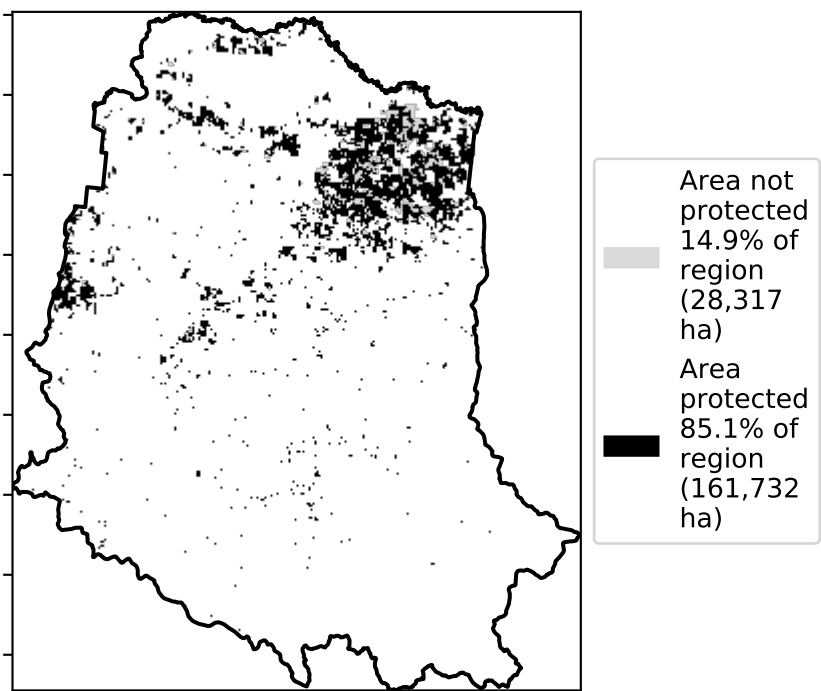 Area not
protected
14.9% of
region
(28,317
ha)
Area
protected
85.1% of
region
(161,732
ha)